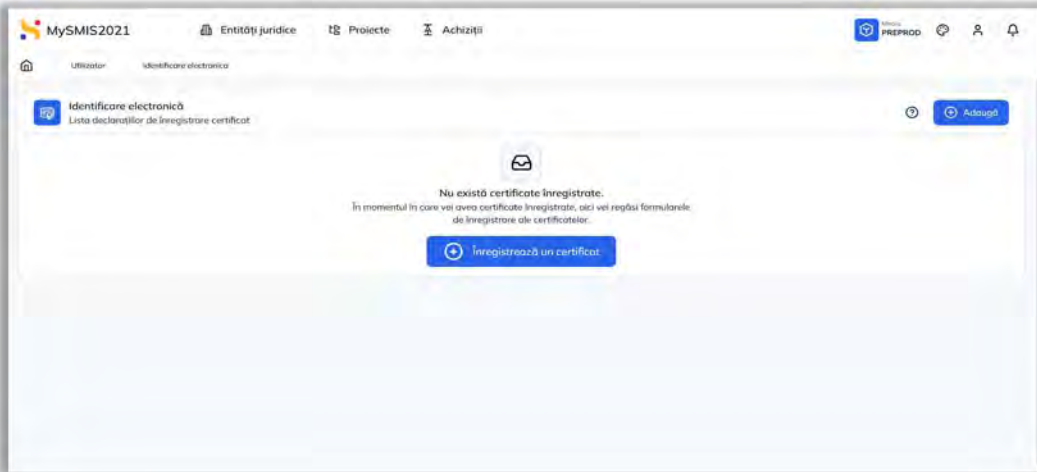 MySMIS2021
Entități juridice
Proiecte
Achiziții
Mediu
PREPROD
Utilizator
Identificare electronica
Identificare electronică
Lista declarațiilor de înregistrare certificat
Adaugă
Nu există certificate înregistrate.
În momentul în care vei avea certificate înregistrate, aici vei regăsi formularele
de înregistrare ale certificatelor.
Înregistrează un certificat